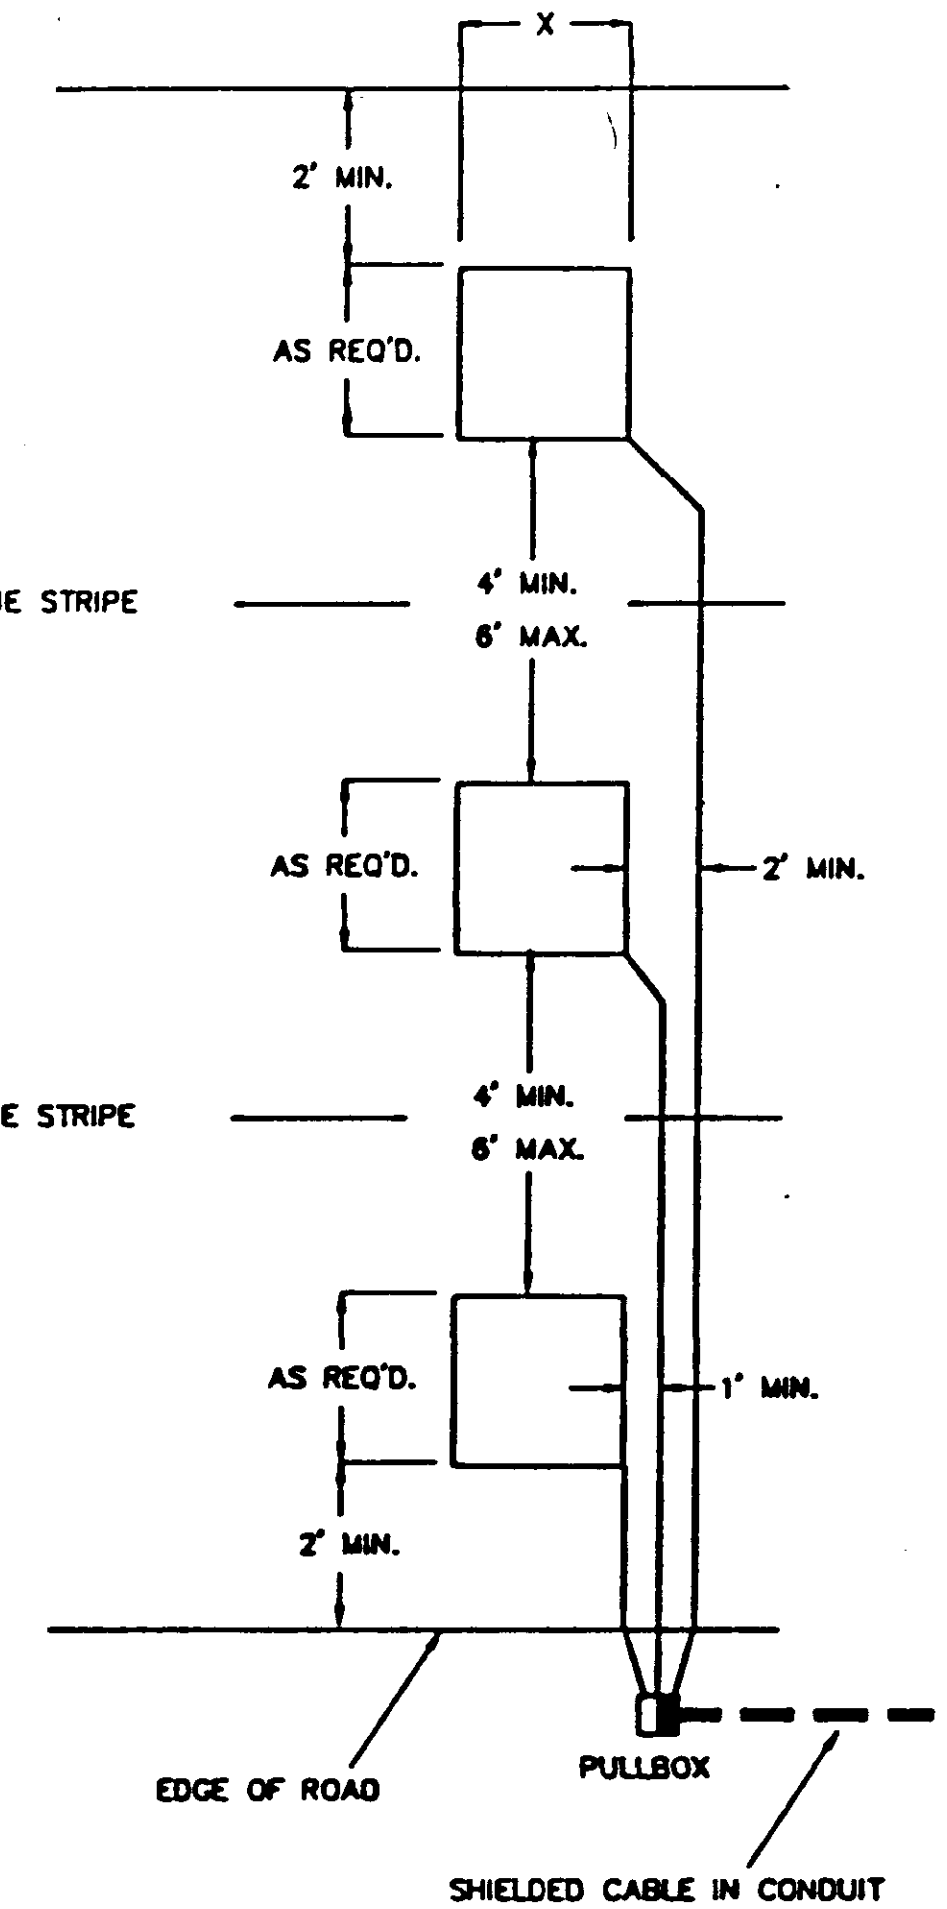 X
2' MIN.
AS REQ'D.
4' MIN.
E STRIPE
6' MAX.
AS REQ'D.
2' MIN.
4' MIN.
E STRIPE
6' MAX.
AS REQ'D.
1' MIN.
2' MIN.
PULLBOX
EDGE OF ROAD
SHIELDED CABLE IN CONDUIT